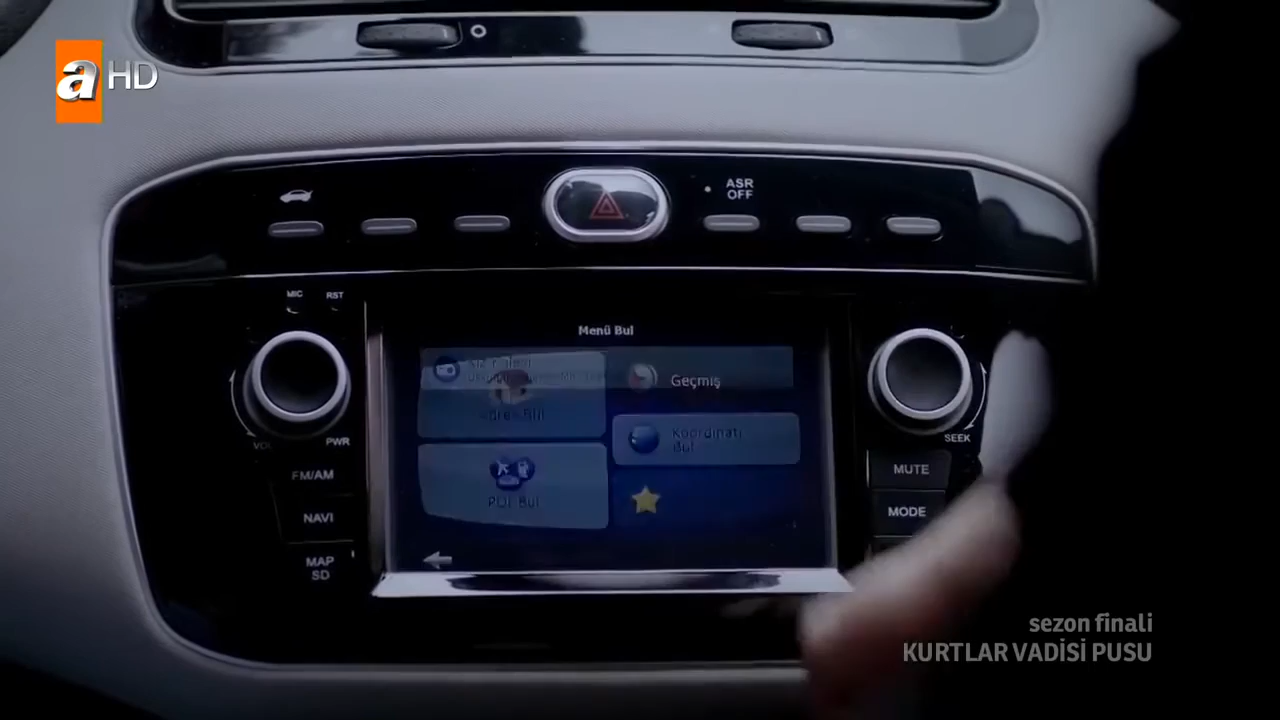 a HD
ASR
OFF
MIC
RST
Menü Bul
Geçmiş
Koordinatı
Bul
POI Bul
VOL
PWR
SEEK
FM/AM
MUTE
NAVI
MODE
MAP
SD
sezon finali
KURTLAR VADİSİ PUSU